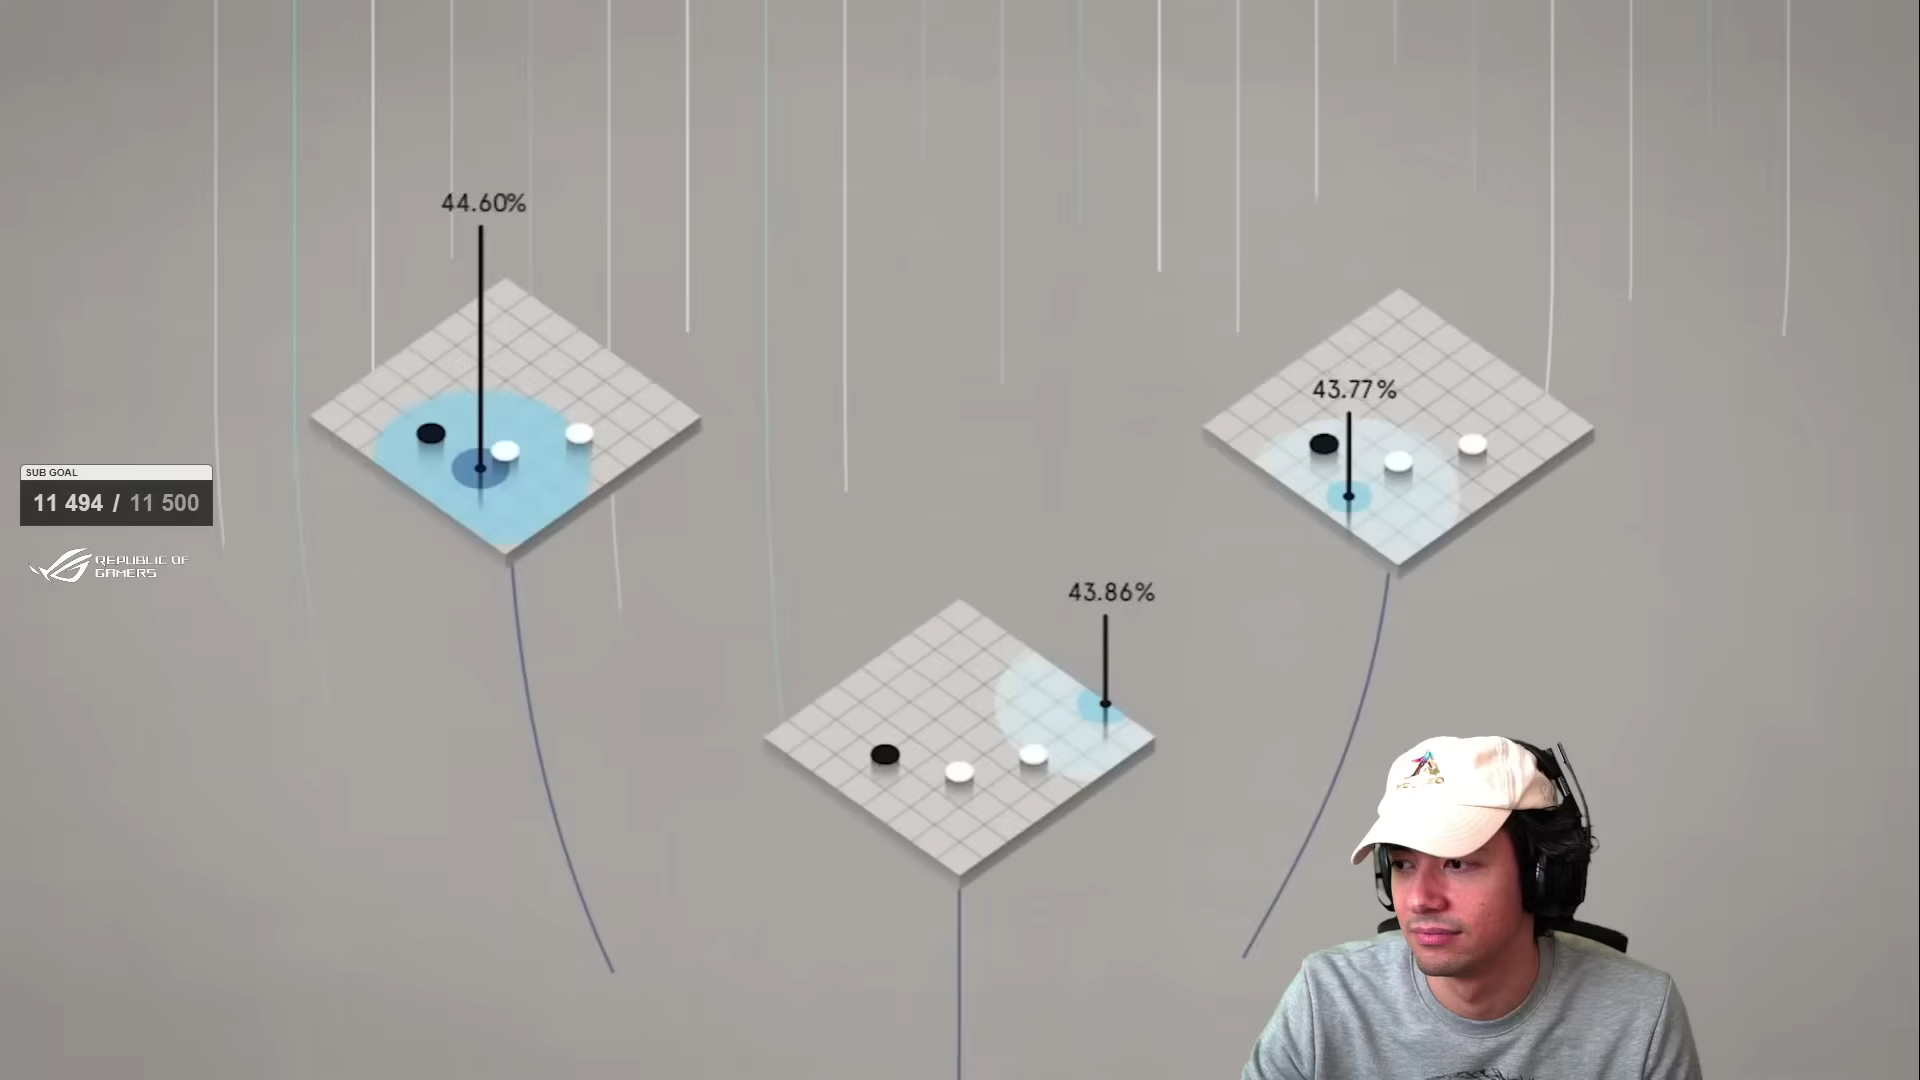 44.60%
43.77%
SUB GOAL
11 494 / 11 500
REPUBLIC OF
GAMERS
43.86%